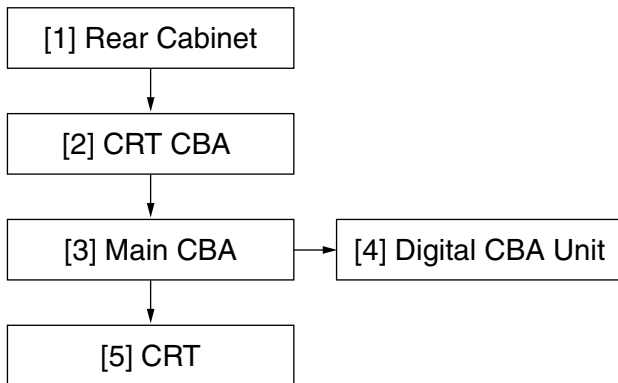 [1] Rear Cabinet
[2] CRT CBA
[3] Main CBA
[4] Digital CBA Unit
[5] CRT